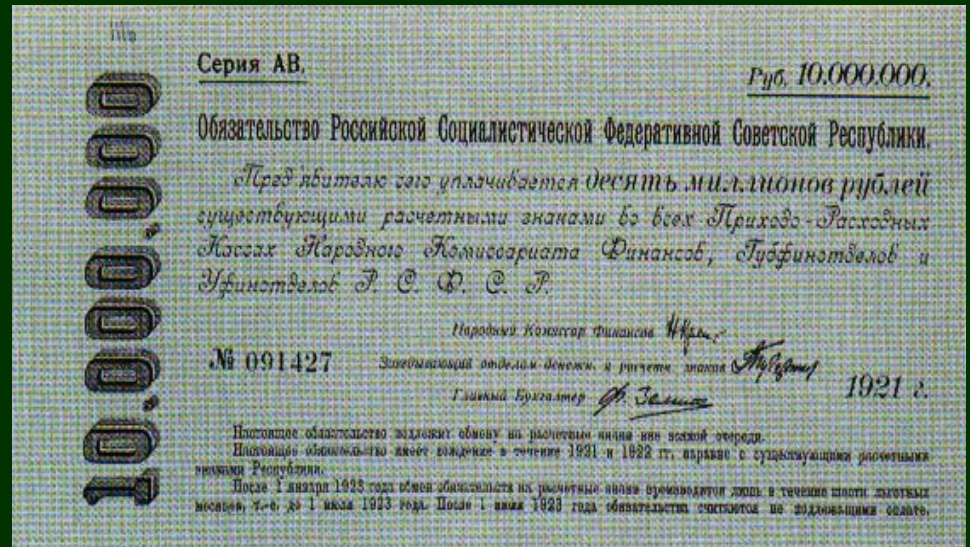 Серия АВ.
Руб. 10.000.000.
10.000.000
Обязательство Российской Социалистической Федеративной Советской Республики.
Пред'явителю сего уплачивается десять миллионов рублей
существующими расчетными знаками во всех Приходо-Расходных
Кассах Народного Комиссариата Финансов, Губфинотделов и
Уфинотделов Р. С. Ф. С. Р.
Народный Комиссар Финансов
№ 091427
Заведывающий отделом денежн. и расчетн. знаков
Главный Бухгалтер
1921 г.
Настоящее обязательство подлежит обмену на расчетные знаки вне всякой очереди.
Настоящее обязательство имеет хождение в течение 1921 и 1922 гг. наравне с существующими расчетными
знаками Республики.
После 1 января 1923 года обмен обязательств на расчетные знаки производится лишь в течение шести льготных
месяцев, т.-е. до 1 июля 1923 года. После 1 июля 1923 года обязательства считаются не подлежащими оплате.